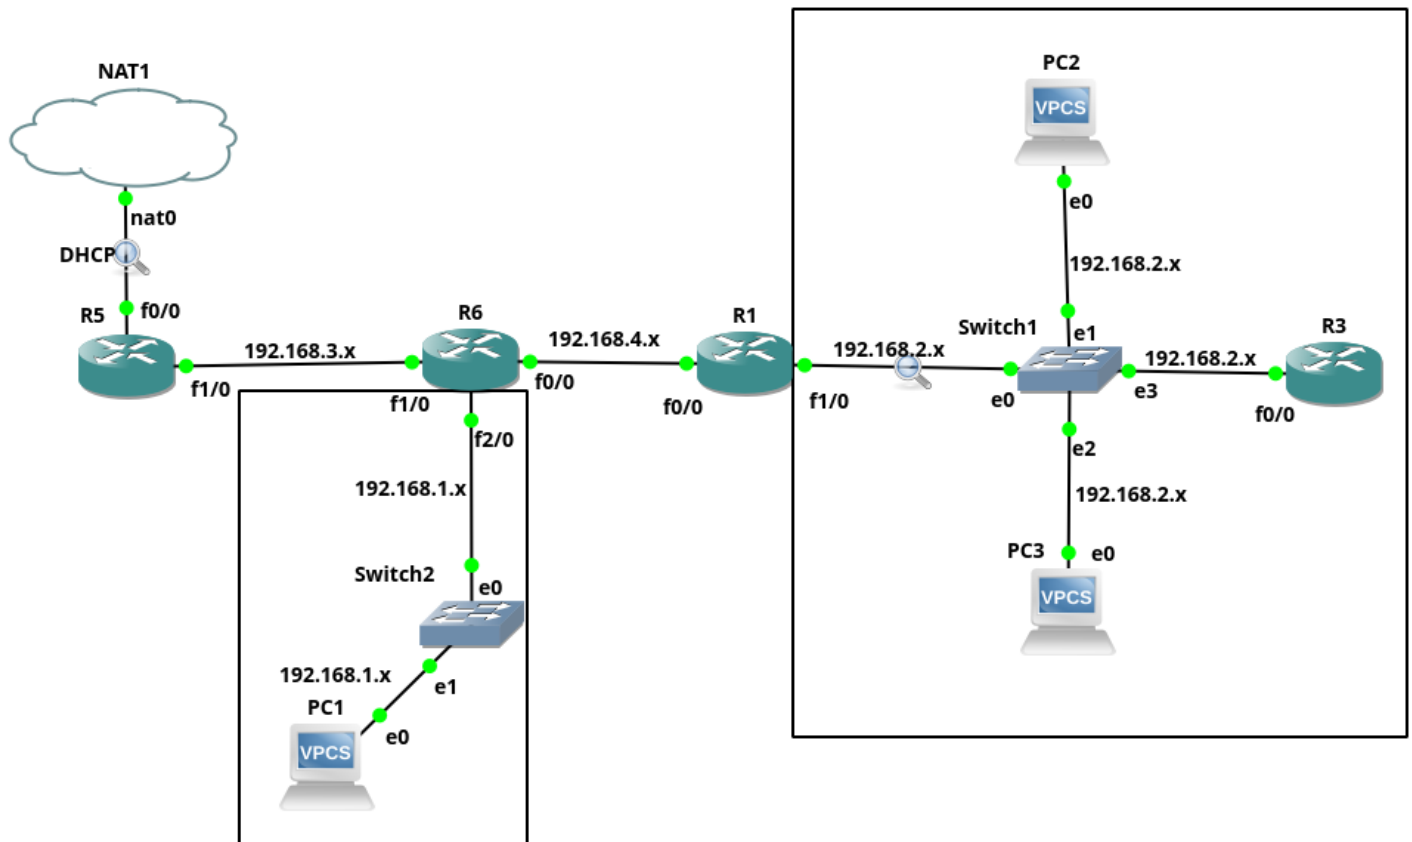 NAT1
nat0
DHCP
R5
f0/0
f1/0
192.168.3.x
R6
f1/0
f0/0
f2/0
192.168.4.x
R1
f0/0
f1/0
192.168.2.x
PC2
VPCS
e0
192.168.2.x
Switch1
e1
e0
e3
e2
192.168.2.x
R3
f0/0
192.168.2.x
PC3
e0
VPCS
192.168.1.x
Switch2
e0
192.168.1.x
e1
PC1
e0
VPCS